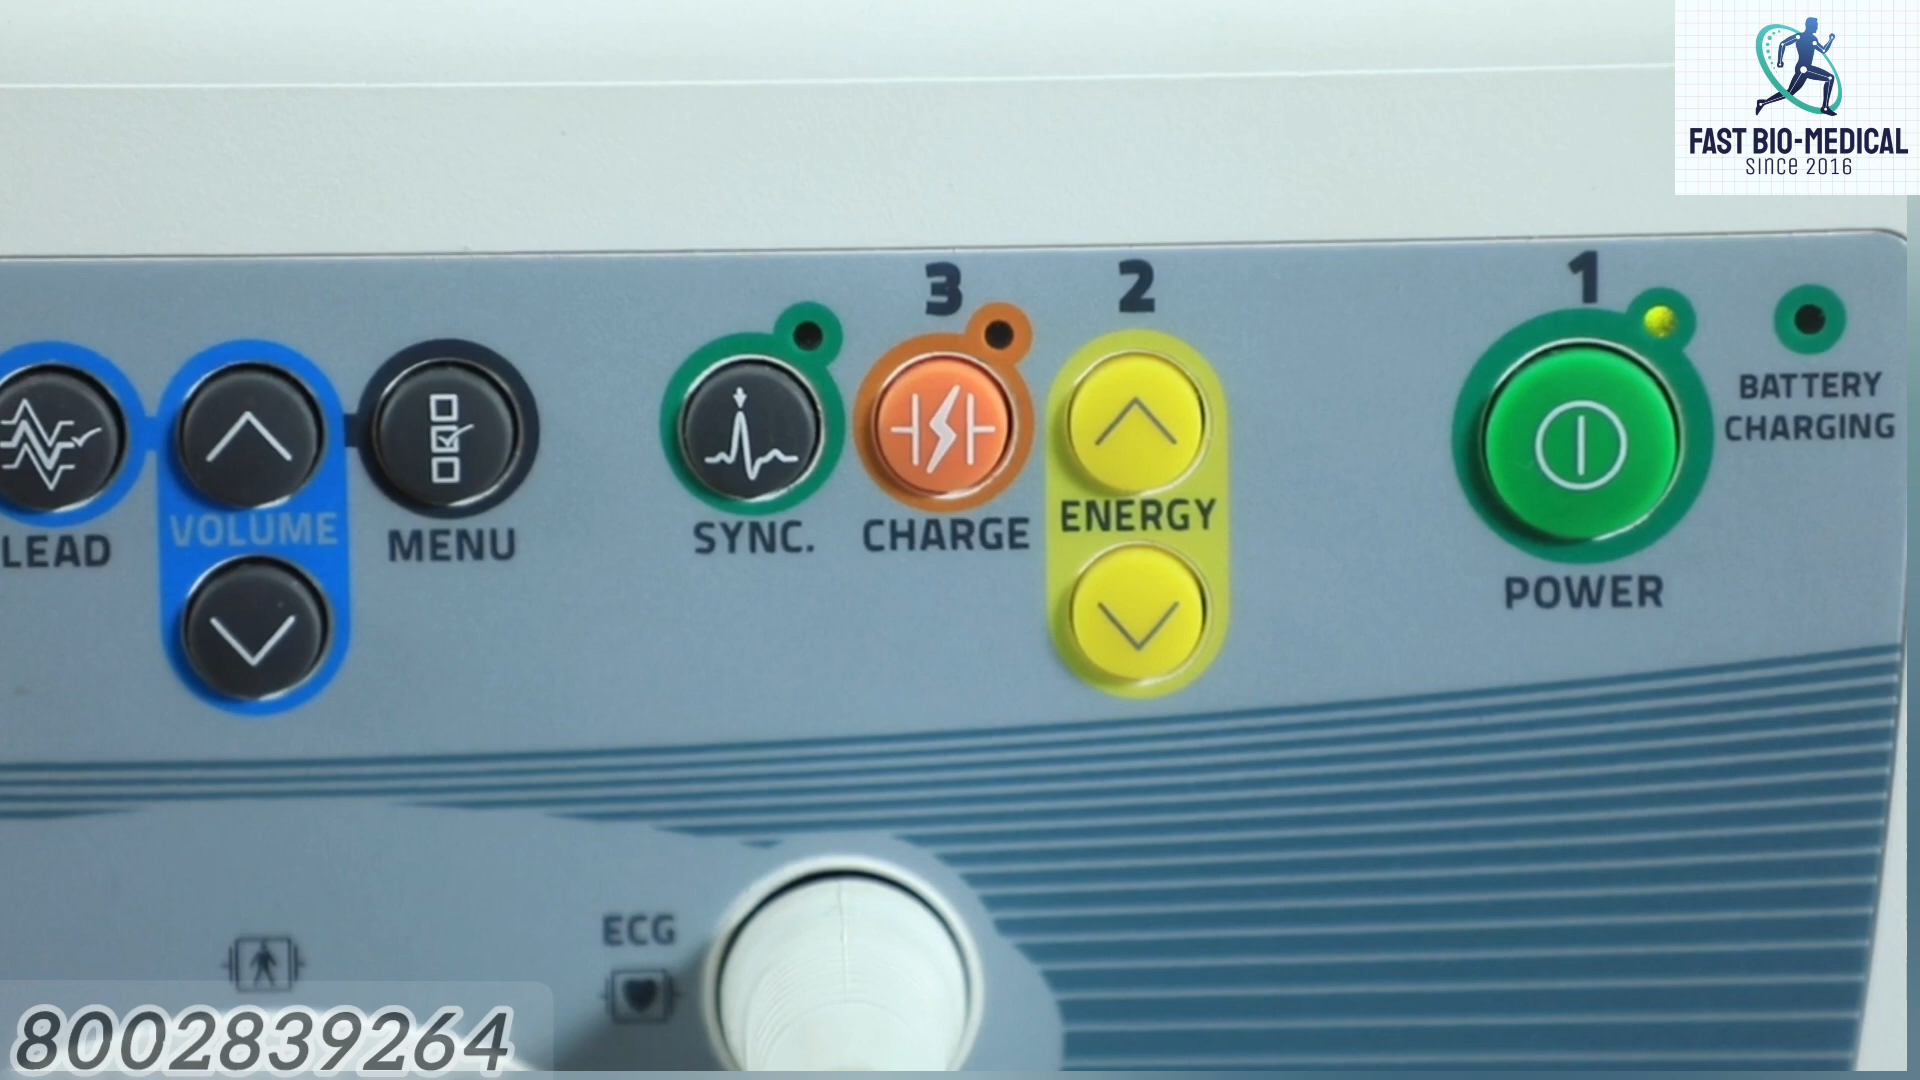 FAST BIO-MEDICAL
Since 2016
3
2
1
BATTERY
CHARGING
LEAD
VOLUME
MENU
SYNC.
CHARGE
ENERGY
POWER
ECG
8002839264